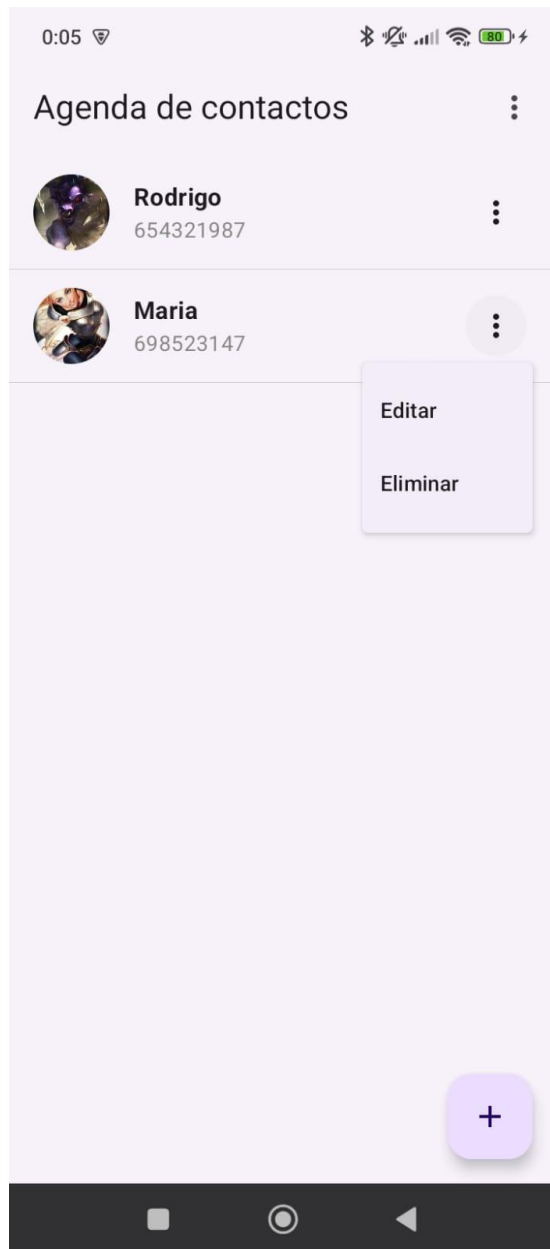 0:05
80
Agenda de contactos
Rodrigo
654321987
Maria
698523147
Editar
Eliminar